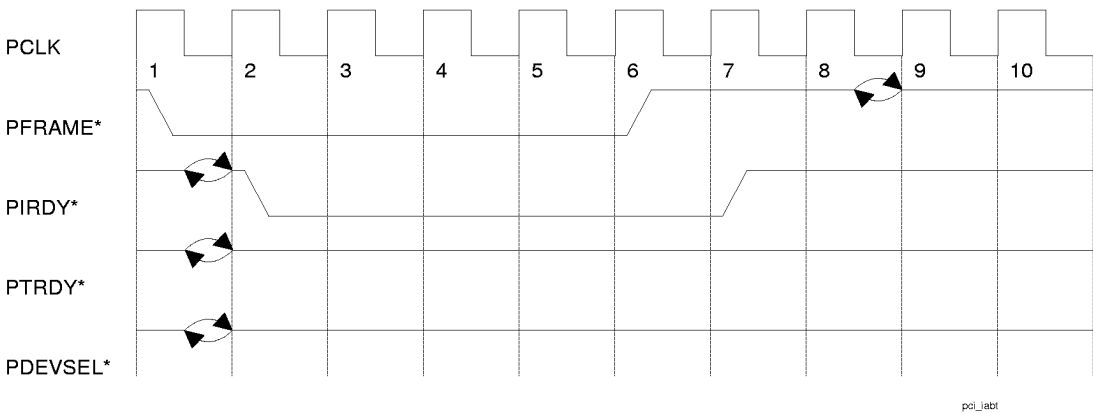 PCLK
1 2 3 4 5 6 7 8 9 10
PFRAME*
PIRDY*
PTRDY*
PDEVSEL*
pci_iabt